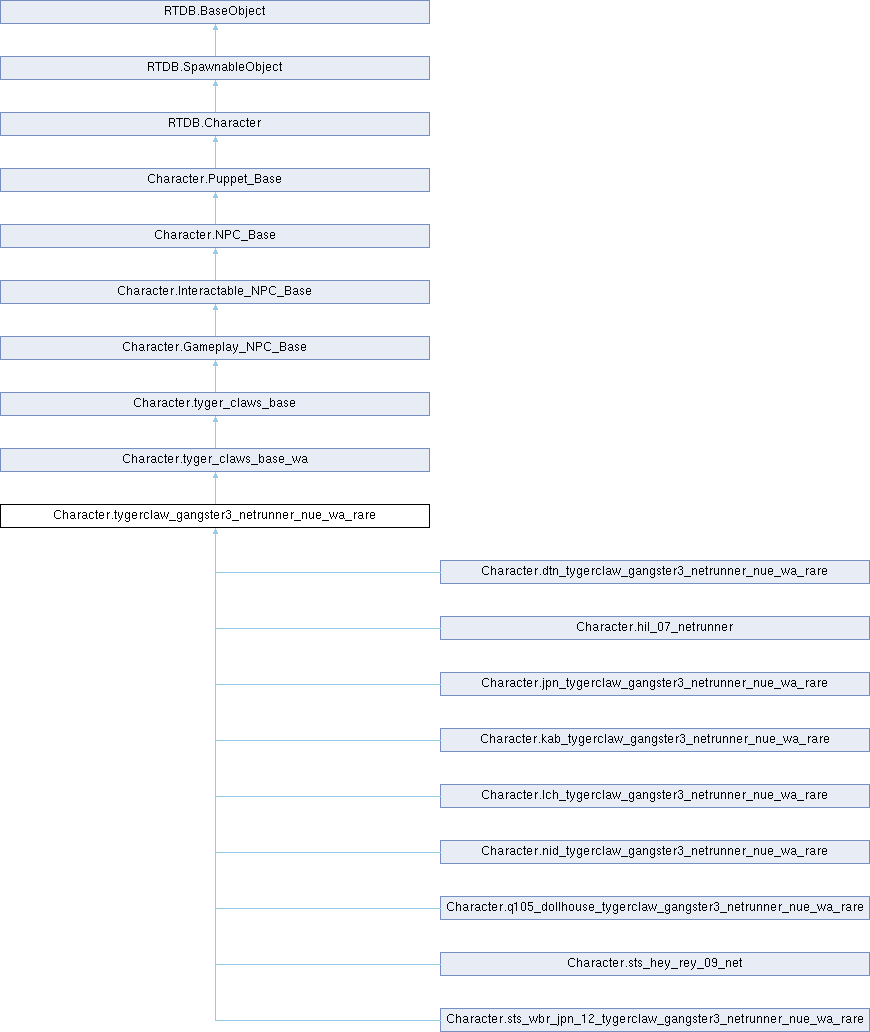 RTDB.BaseObject
RTDB.SpawnableObject
RTDB.Character
Character.Puppet_Base
Character.NPC_Base
Character.Interactable_NPC_Base
Character.Gameplay_NPC_Base
Character.tyger_claws_base
Character.tyger_claws_base_wa
Character.tygerclaw_gangster3_netrunner_nue_wa_rare
Character.dtn_tygerclaw_gangster3_netrunner_nue_wa_rare
Character.hil_07_netrunner
Character.jpn_tygerclaw_gangster3_netrunner_nue_wa_rare
Character.kab_tygerclaw_gangster3_netrunner_nue_wa_rare
Character.lch_tygerclaw_gangster3_netrunner_nue_wa_rare
Character.nid_tygerclaw_gangster3_netrunner_nue_wa_rare
Character.q105_dollhouse_tygerclaw_gangster3_netrunner_nue_wa_rare
Character.sts_hey_rey_09_net
Character.sts_wbr_jpn_12_tygerclaw_gangster3_netrunner_nue_wa_rare